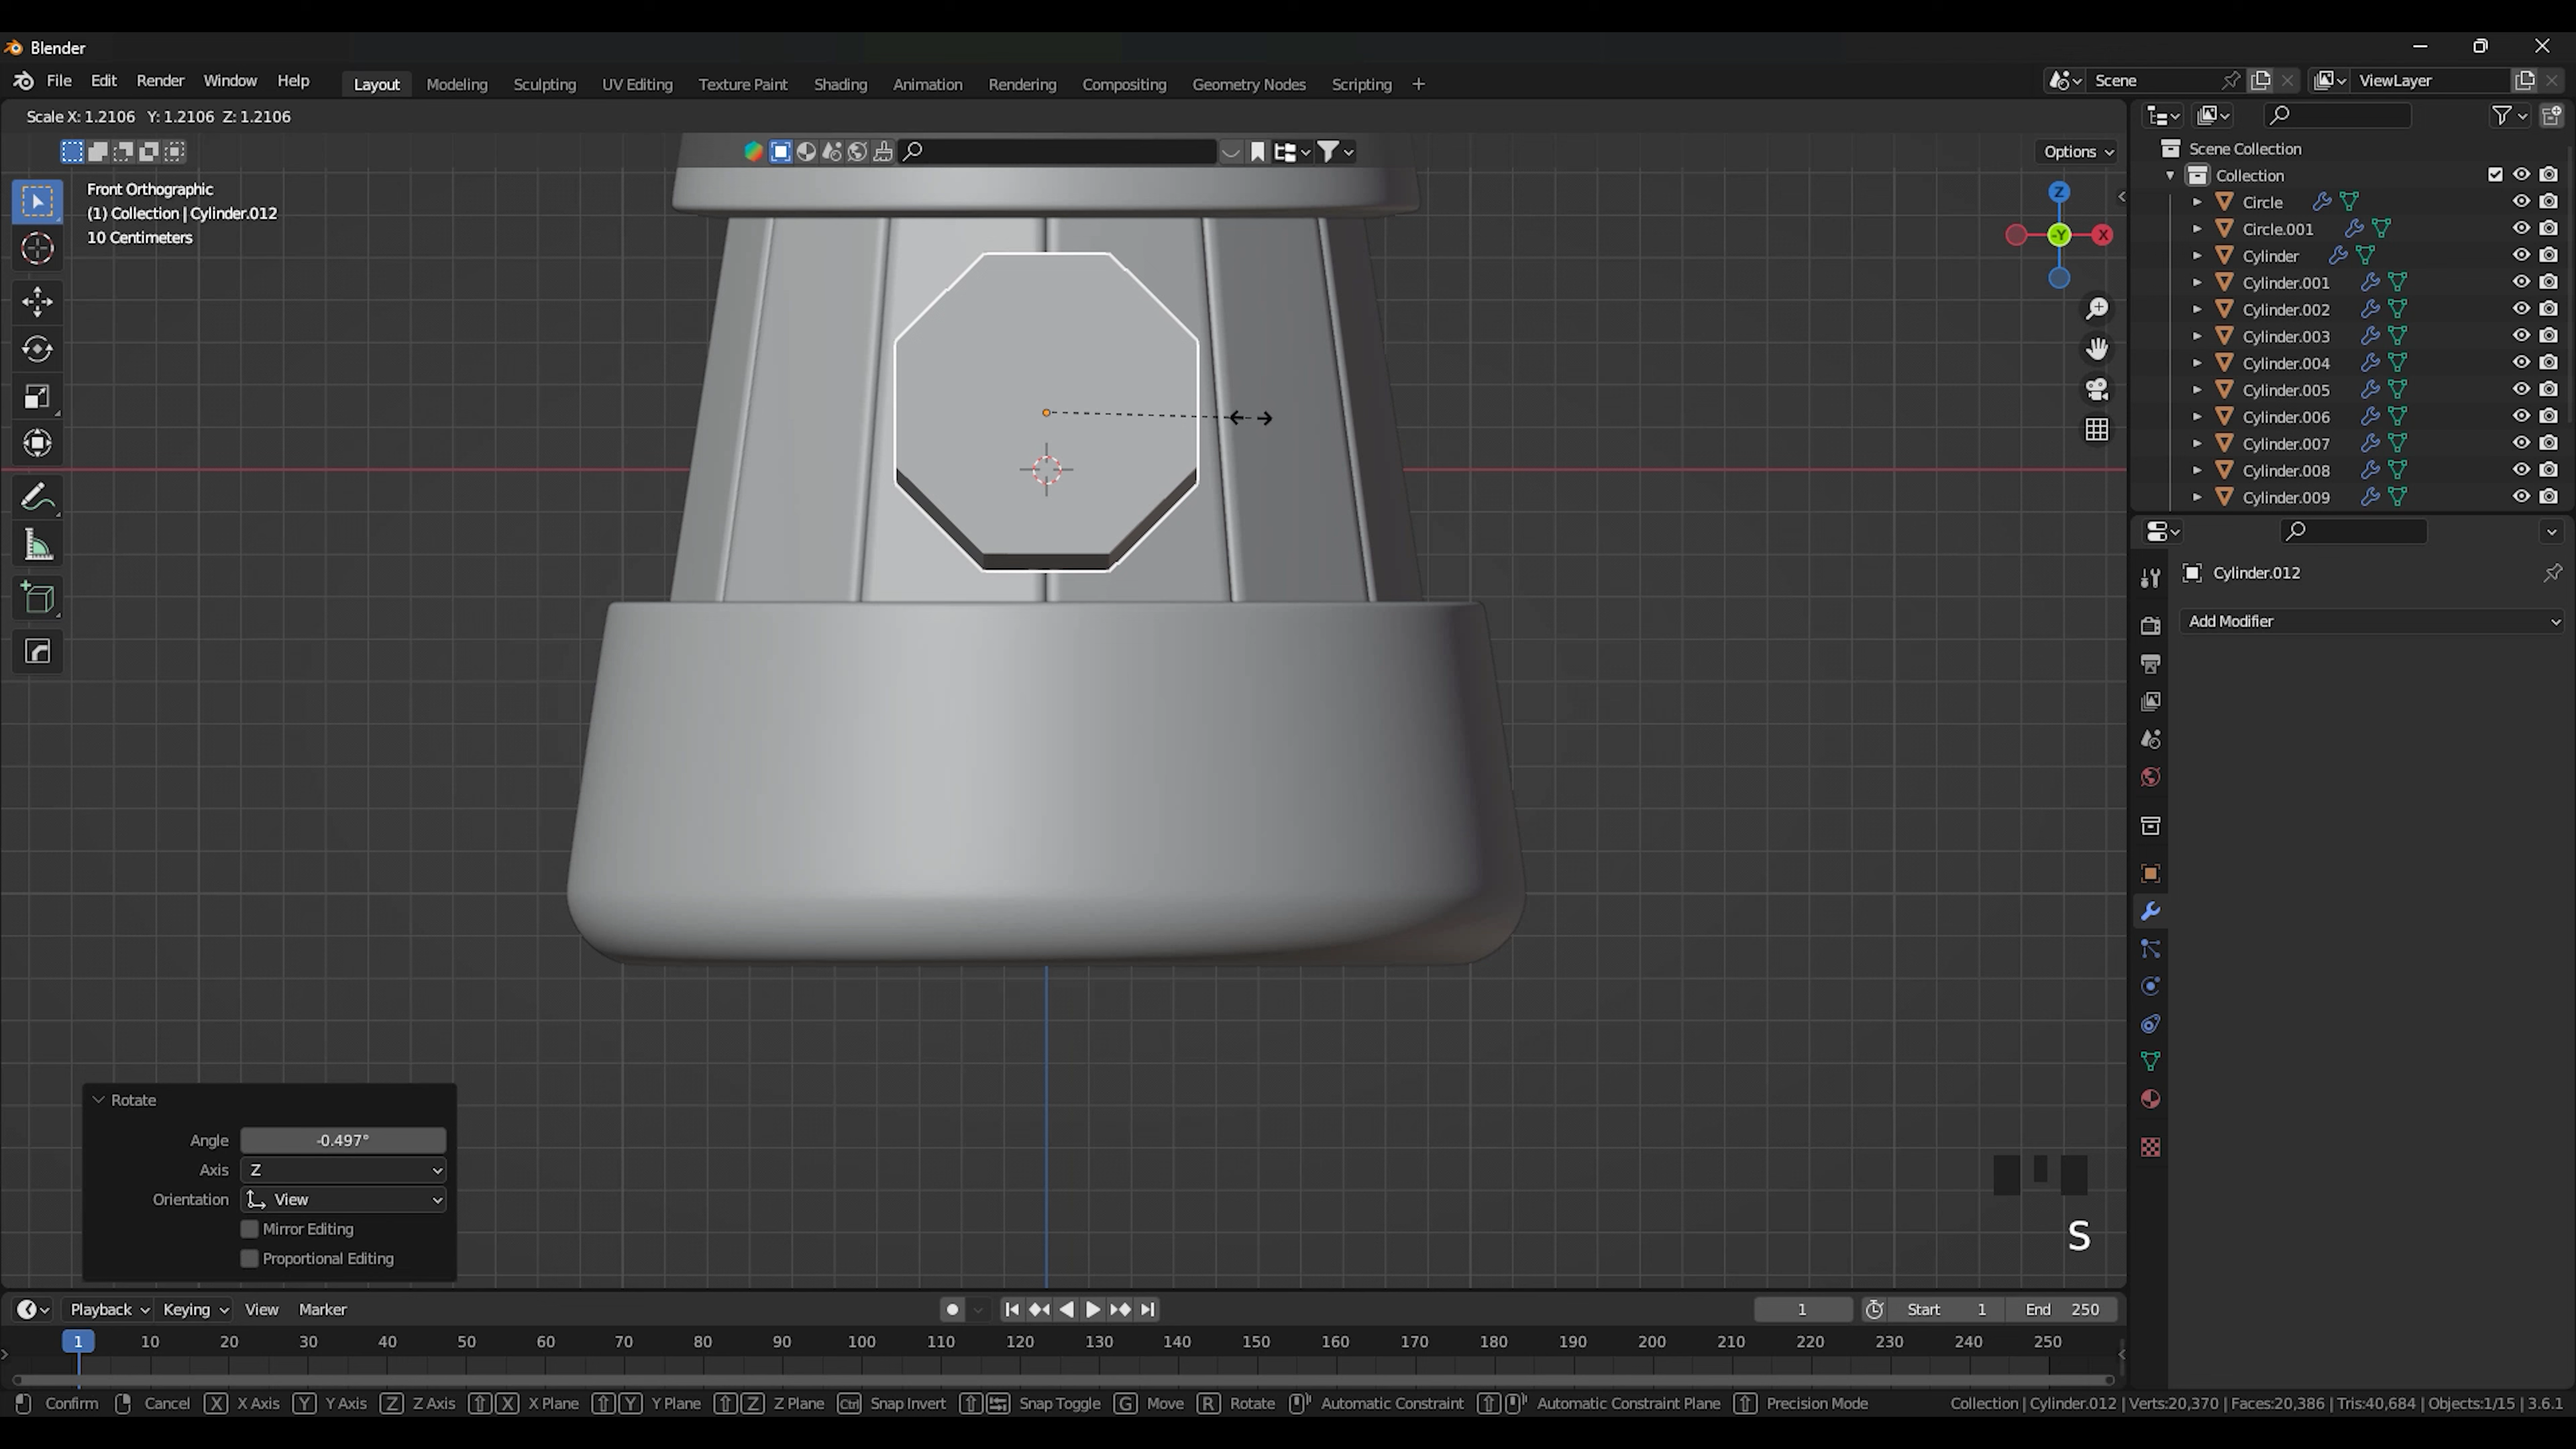 Blender
File Edit Render Window Help Layout Modeling Sculpting UV Editing Texture Paint Shading Animation Rendering Compositing Geometry Nodes Scripting + Scene ViewLayer
Scale X: 1.2106 Y: 1.2106 Z: 1.2106
Options
Front Orthographic
(1) Collection | Cylinder.012
10 Centimeters
Z
-Y
X
Scene Collection
Collection
Circle
Circle.001
Cylinder
Cylinder.001
Cylinder.002
Cylinder.003
Cylinder.004
Cylinder.005
Cylinder.006
Cylinder.007
Cylinder.008
Cylinder.009
Cylinder.012
Add Modifier
Rotate
Angle -0.497°
Axis Z
Orientation View
Mirror Editing
Proportional Editing
S
Playback Keying View Marker 1 Start 1 End 250
1 10 20 30 40 50 60 70 80 90 100 110 120 130 140 150 160 170 180 190 200 210 220 230 240 250
Confirm Cancel X X Axis Y Y Axis Z Z Axis X X Plane Y Y Plane Z Z Plane Ctrl Snap Invert Snap Toggle G Move R Rotate Automatic Constraint Automatic Constraint Plane Precision Mode Collection | Cylinder.012 | Verts:20,370 | Faces:20,386 | Tris:40,684 | Objects:1/15 | 3.6.1